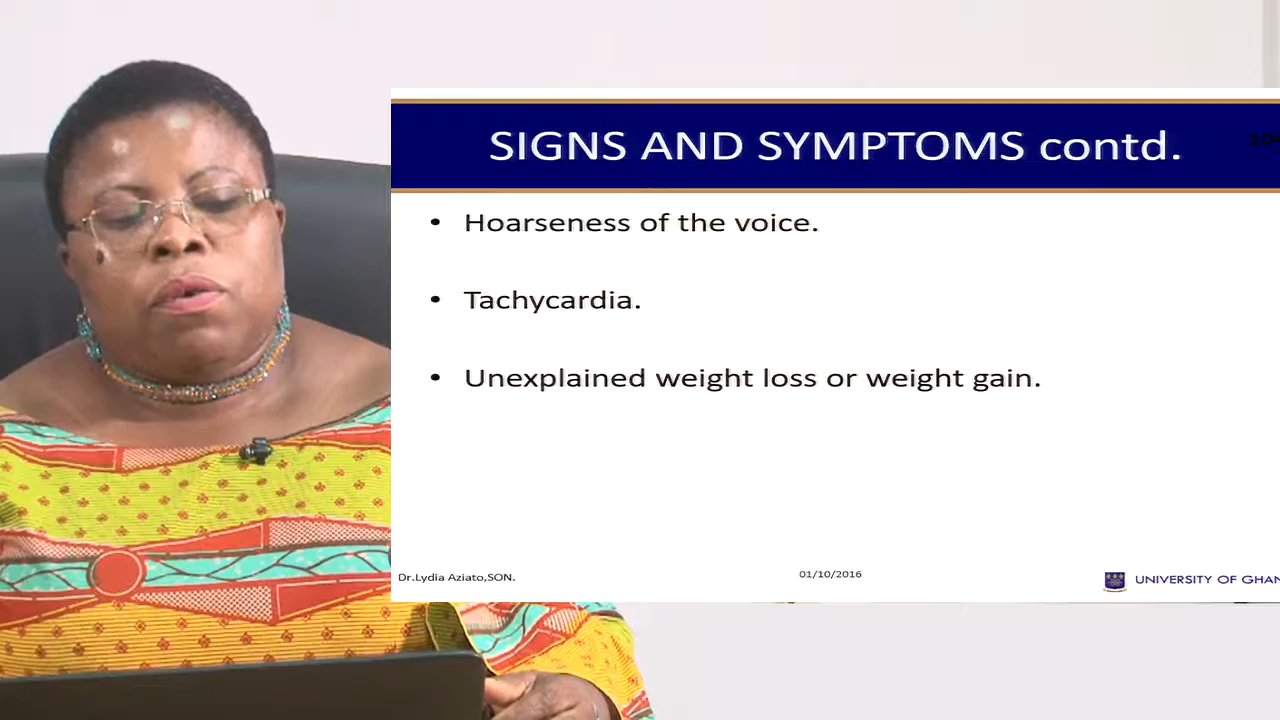 SIGNS AND SYMPTOMS contd.
• Hoarseness of the voice.
• Tachycardia.
• Unexplained weight loss or weight gain.
Dr.Lydia Aziato,SON.
01/10/2016
UNIVERSITY OF GHAN